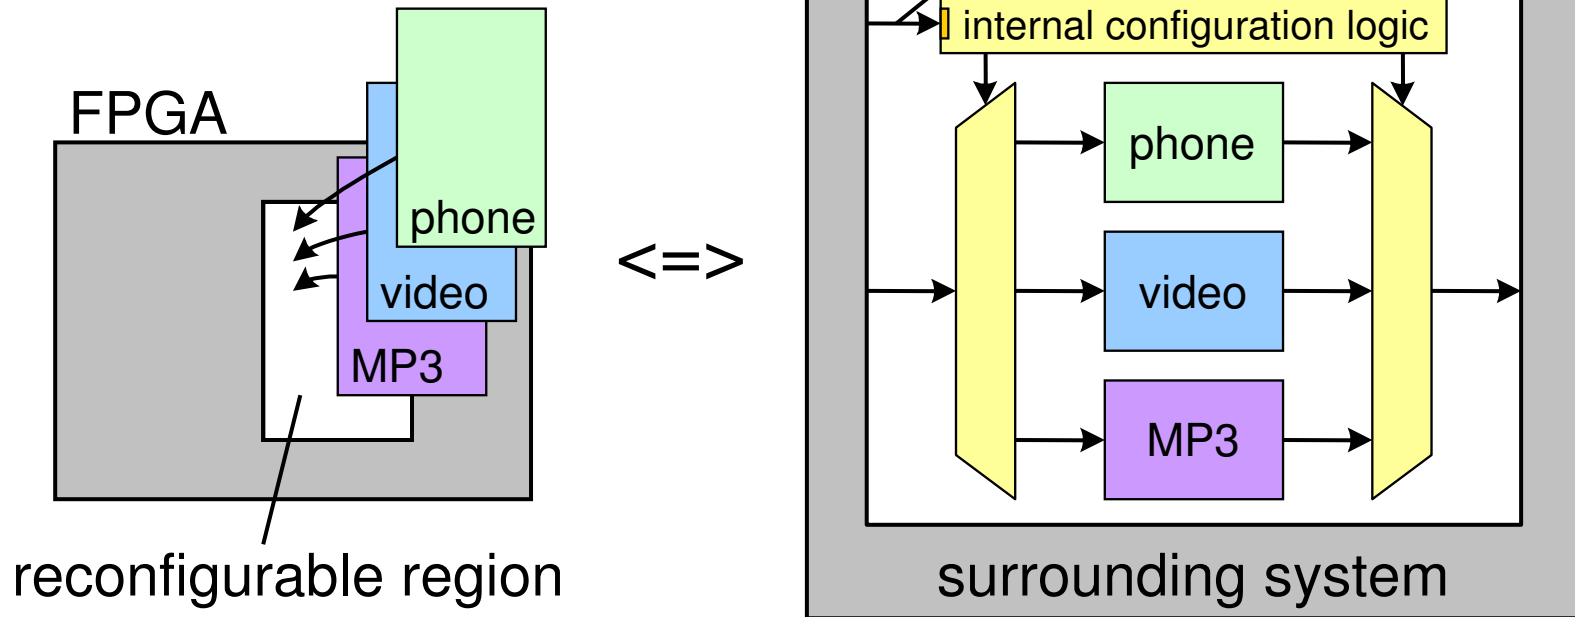 FPGA
phone
video
MP3
reconfigurable region
<=>
internal configuration logic
phone
video
MP3
surrounding system